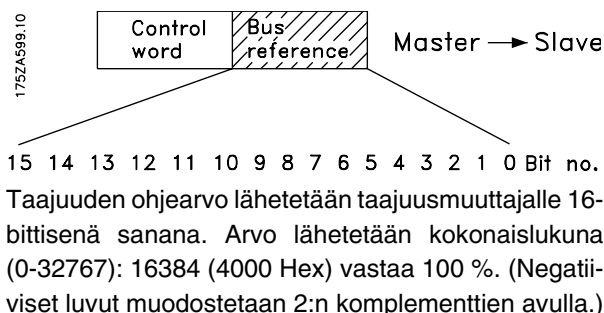 175ZA599.10
Control word
Bus reference
Master → Slave
15 14 13 12 11 10 9 8 7 6 5 4 3 2 1 0 Bit no.
Taajuuden ohjearvo lähetetään taajuusmuuttajalle 16-
bittisenä sanana. Arvo lähetetään kokonaislukuna
(0-32767): 16384 (4000 Hex) vastaa 100 %. (Negatii-
viset luvut muodostetaan 2:n komplementtien avulla.)